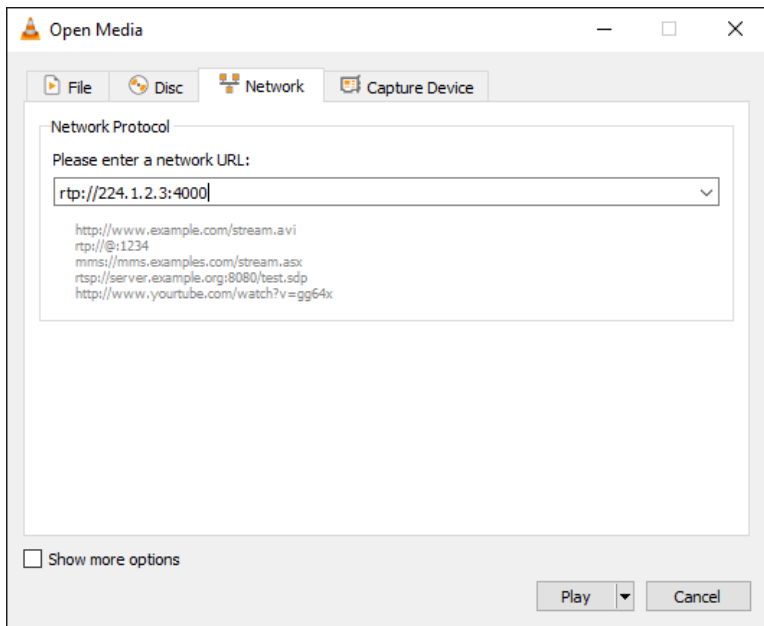 Open Media
File Disc Network Capture Device
Network Protocol
Please enter a network URL:
rtp://224.1.2.3:4000
http://www.example.com/stream.avi
rtp://@:1234
mms://mms.examples.com/stream.asx
rtsp://server.example.org:8080/test.sdp
http://www.yourtube.com/watch?v=gg64x
Show more options
Play Cancel